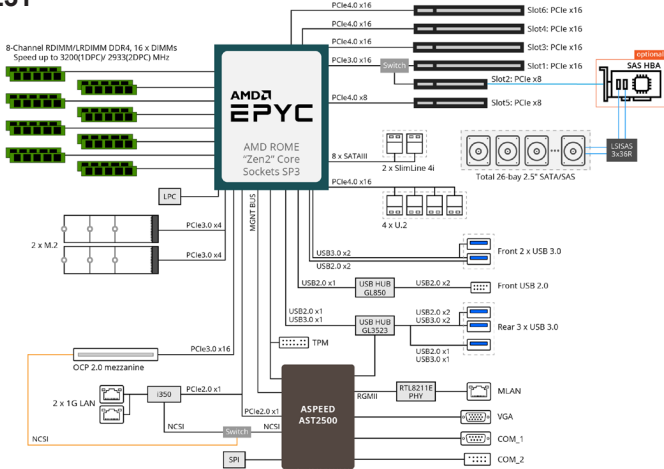 PCIe4.0 x16
Slot6: PCIe x16
PCIe4.0 x16
Slot4: PCIe x16
8-Channel RDIMM/LRDIMM DDR4, 16 x DIMMs
Speed up to 3200(1DPC)/ 2933(2DPC) MHz
PCIe4.0 x16
Slot3: PCIe x16
optional
PCIe3.0 x16
Switch
Slot1: PCIe x16
SAS HBA
Slot2: PCIe x8
PCIe4.0 x8
Slot5: PCIe x8
AMD
EPYC
AMD ROME
"Zen2" Core
Sockets SP3
8 x SATAIII
2 x SlimLine 4i
LSISAS
3x36R
Total 26-bay 2.5" SATA/SAS
PCIe4.0 x16
4 x U.2
LPC
MGNT BUS
2 x M.2
PCIe3.0 x4
PCIe3.0 x4
USB3.0 x2
USB2.0 x2
Front 2 x USB 3.0
USB2.0 x1
USB HUB
GL850
USB2.0 x2
Front USB 2.0
USB2.0 x1
USB3.0 x1
USB HUB
GL3523
USB2.0 x2
USB3.0 x2
Rear 3 x USB 3.0
USB2.0 x1
USB3.0 x1
TPM
PCIe3.0 x16
OCP 2.0 mezzanine
2 x 1G LAN
i350
PCIe2.0 x1
PCIe2.0 x1
NCSI
Switch
NCSI
NCSI
SPI
ASPEED
AST2500
RGMII
RTL8211E
PHY
MLAN
VGA
COM_1
COM_2